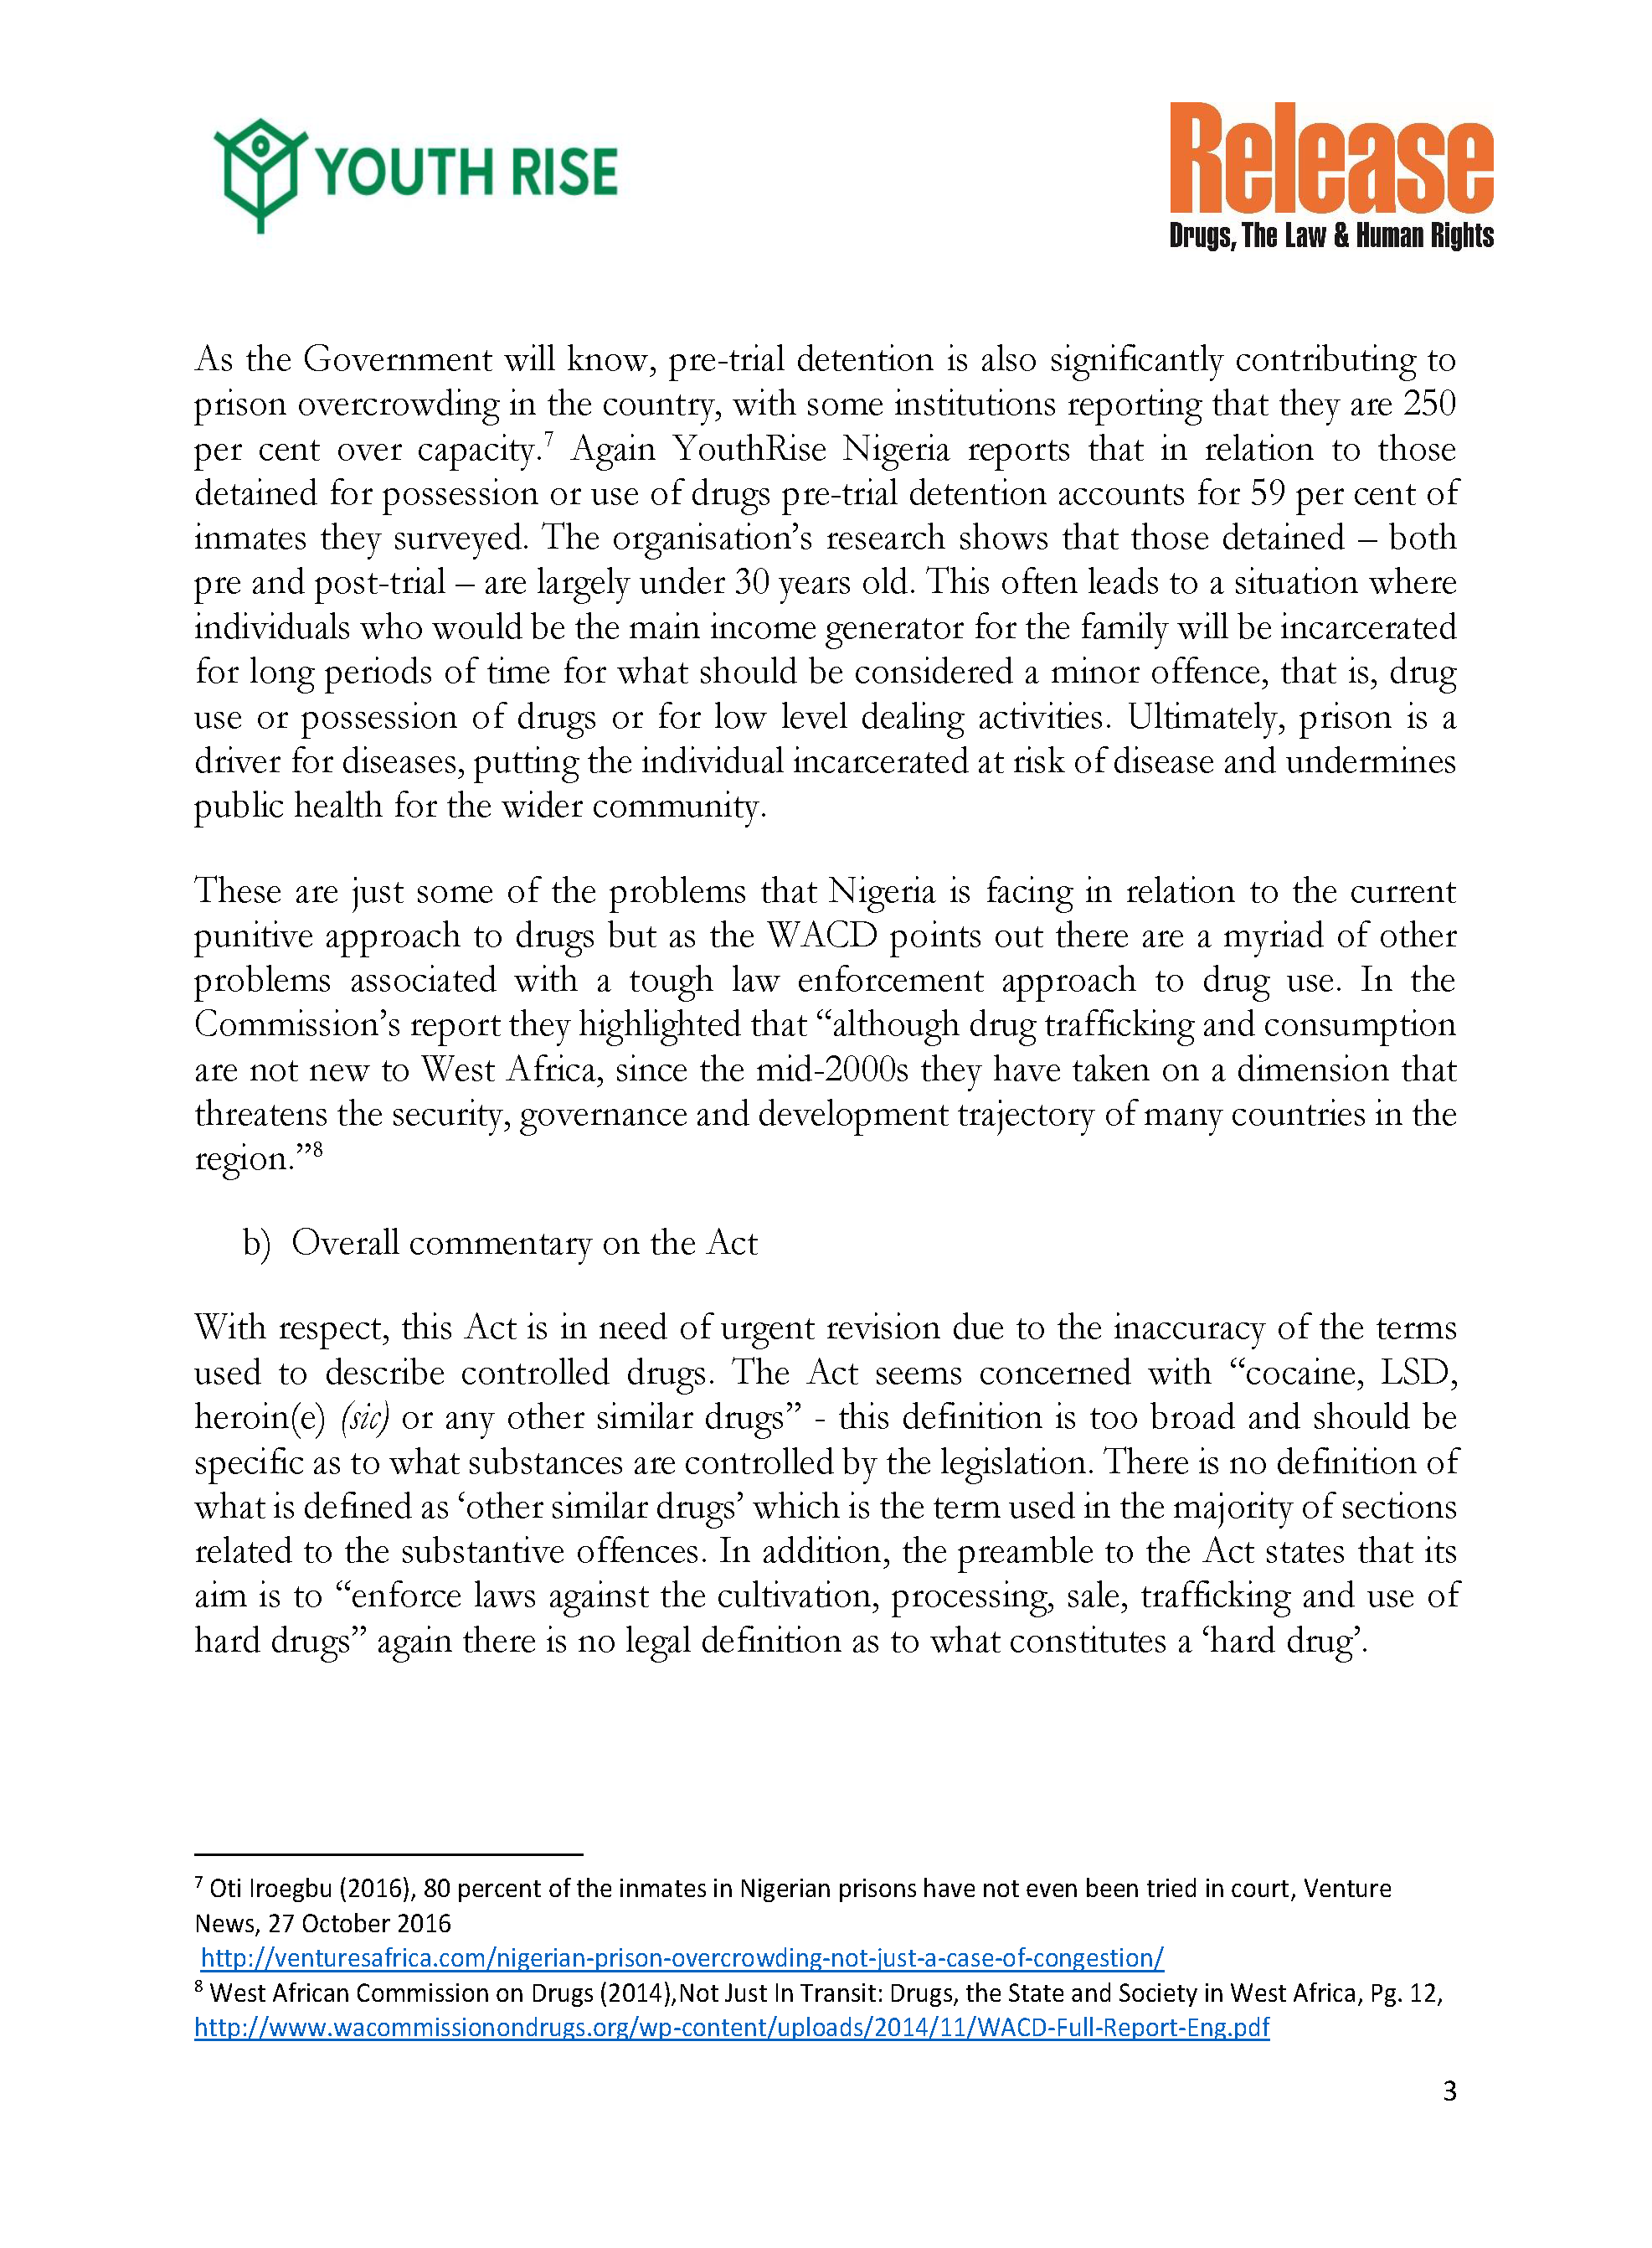 YOUTH RISE
Release
Drugs, The Law & Human Rights
As the Government will know, pre-trial detention is also significantly contributing to
prison overcrowding in the country, with some institutions reporting that they are 250
per cent over capacity.7 Again YouthRise Nigeria reports that in relation to those
detained for possession or use of drugs pre-trial detention accounts for 59 per cent of
inmates they surveyed. The organisation’s research shows that those detained – both
pre and post-trial – are largely under 30 years old. This often leads to a situation where
individuals who would be the main income generator for the family will be incarcerated
for long periods of time for what should be considered a minor offence, that is, drug
use or possession of drugs or for low level dealing activities. Ultimately, prison is a
driver for diseases, putting the individual incarcerated at risk of disease and undermines
public health for the wider community.
These are just some of the problems that Nigeria is facing in relation to the current
punitive approach to drugs but as the WACD points out there are a myriad of other
problems associated with a tough law enforcement approach to drug use. In the
Commission’s report they highlighted that “although drug trafficking and consumption
are not new to West Africa, since the mid-2000s they have taken on a dimension that
threatens the security, governance and development trajectory of many countries in the
region.”8
b) Overall commentary on the Act
With respect, this Act is in need of urgent revision due to the inaccuracy of the terms
used to describe controlled drugs. The Act seems concerned with “cocaine, LSD,
heroin(e) (sic) or any other similar drugs” - this definition is too broad and should be
specific as to what substances are controlled by the legislation. There is no definition of
what is defined as ‘other similar drugs’ which is the term used in the majority of sections
related to the substantive offences. In addition, the preamble to the Act states that its
aim is to “enforce laws against the cultivation, processing, sale, trafficking and use of
hard drugs” again there is no legal definition as to what constitutes a ‘hard drug’.
7 Oti Iroegbu (2016), 80 percent of the inmates in Nigerian prisons have not even been tried in court, Venture
News, 27 October 2016
http://venturesafrica.com/nigerian-prison-overcrowding-not-just-a-case-of-congestion/
8 West African Commission on Drugs (2014),Not Just In Transit: Drugs, the State and Society in West Africa, Pg. 12,
http://www.wacommissionondrugs.org/wp-content/uploads/2014/11/WACD-Full-Report-Eng.pdf
3